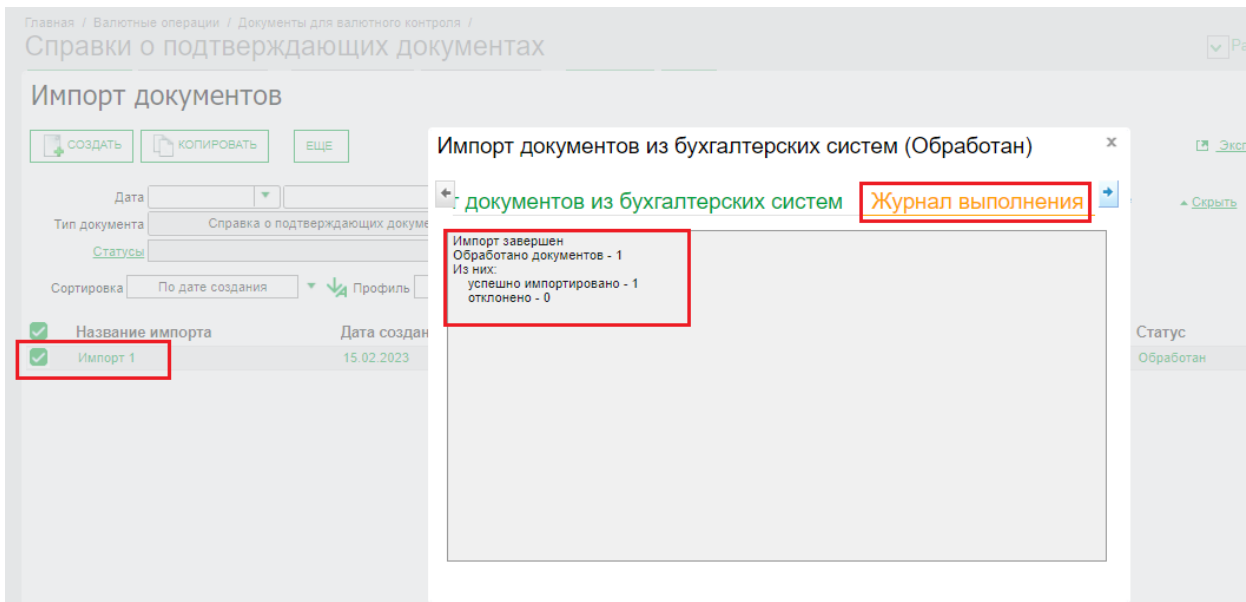 Главная / Валютные операции / Документы для валютного контроля /
Справки о подтверждающих документах
Импорт документов
СОЗДАТЬ КОПИРОВАТЬ ЕЩЕ
Импорт документов из бухгалтерских систем (Обработан) x
документов из бухгалтерских систем Журнал выполнения
Дата
Скрыть
Тип документа Справка о подтверждающих докуме
Статусы
Сортировка По дате создания Профиль
Импорт завершен
Обработано документов - 1
Из них:
успешно импортировано - 1
отклонено - 0
Название импорта Дата создан Статус
Импорт 1 15.02.2023 Обработан